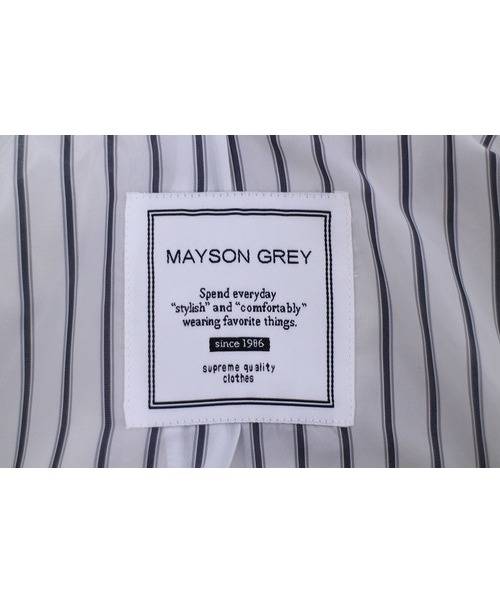 MAYSON GREY
Spend everyday
“stylish” and “comfortably”
wearing favorite things.
since 1986
supreme quality
clothes